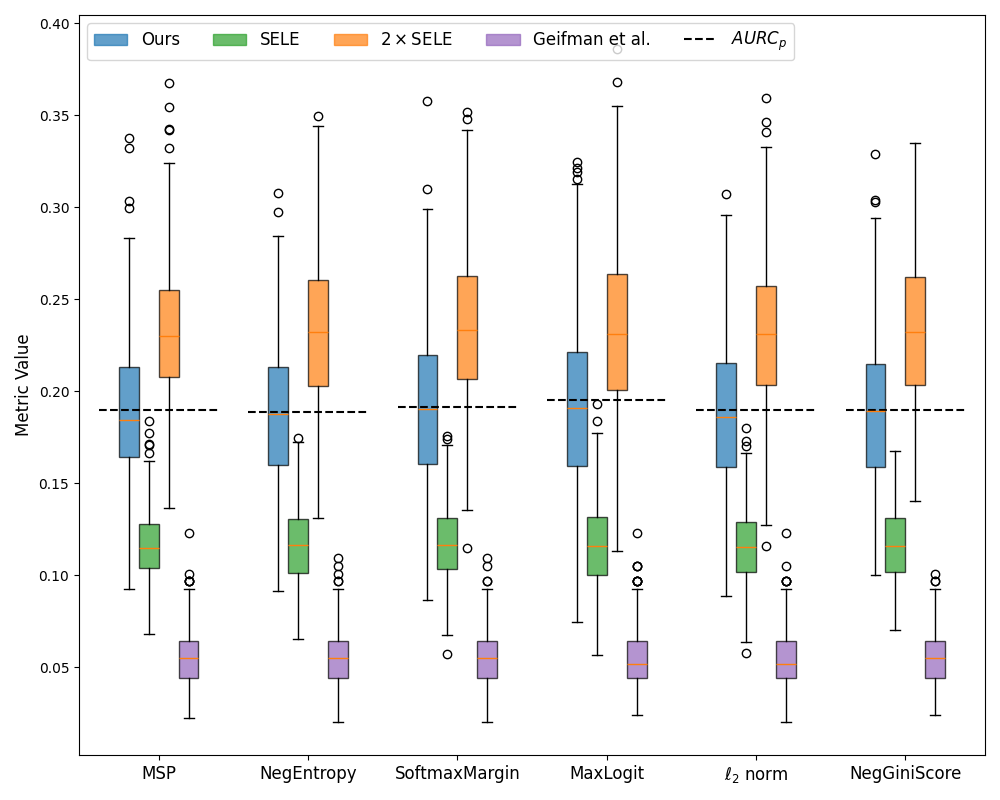 Ours SELE 2 × SELE Geifman et al. AURC_p
0.40
0.35
0.30
0.25
0.20
0.15
0.10
0.05
Metric Value
MSP NegEntropy SoftmaxMargin MaxLogit ℓ₂ norm NegGiniScore